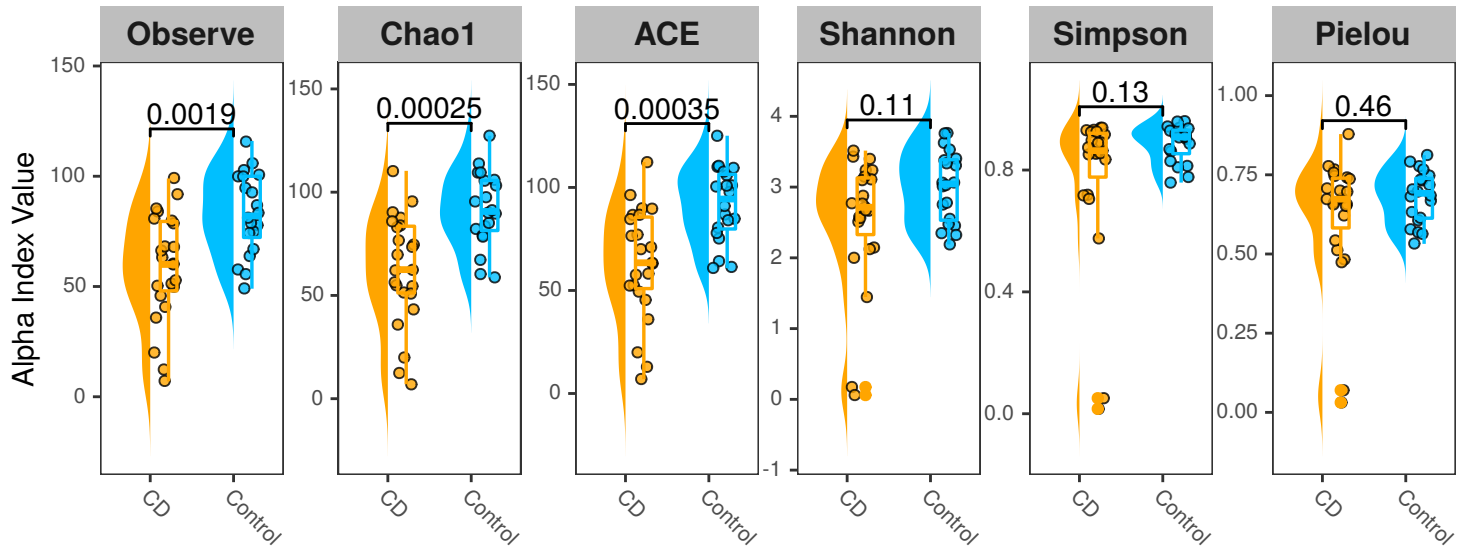 Observe
Chao1
ACE
Shannon
Simpson
Pielou
Alpha Index Value
150
100
50
0
0.0019
CD
Control
150
100
50
0
0.00025
CD
Control
150
100
50
0
0.00035
CD
Control
4
3
2
1
0
-1
0.11
CD
Control
0.8
0.4
0.0
0.13
CD
Control
1.00
0.75
0.50
0.25
0.00
0.46
CD
Control